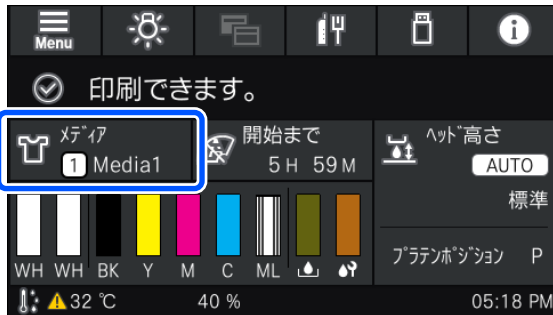 Menu
印刷できます。
ﾒﾃﾞｨｱ
1 Media1
開始まで
5H 59M
ﾍｯﾄﾞ高さ
AUTO
標準
ﾌﾟﾗﾃﾝﾎﾟｼﾞｼｮﾝ P
WH WH BK Y M C ML
32 ℃ 40 % 05:18 PM